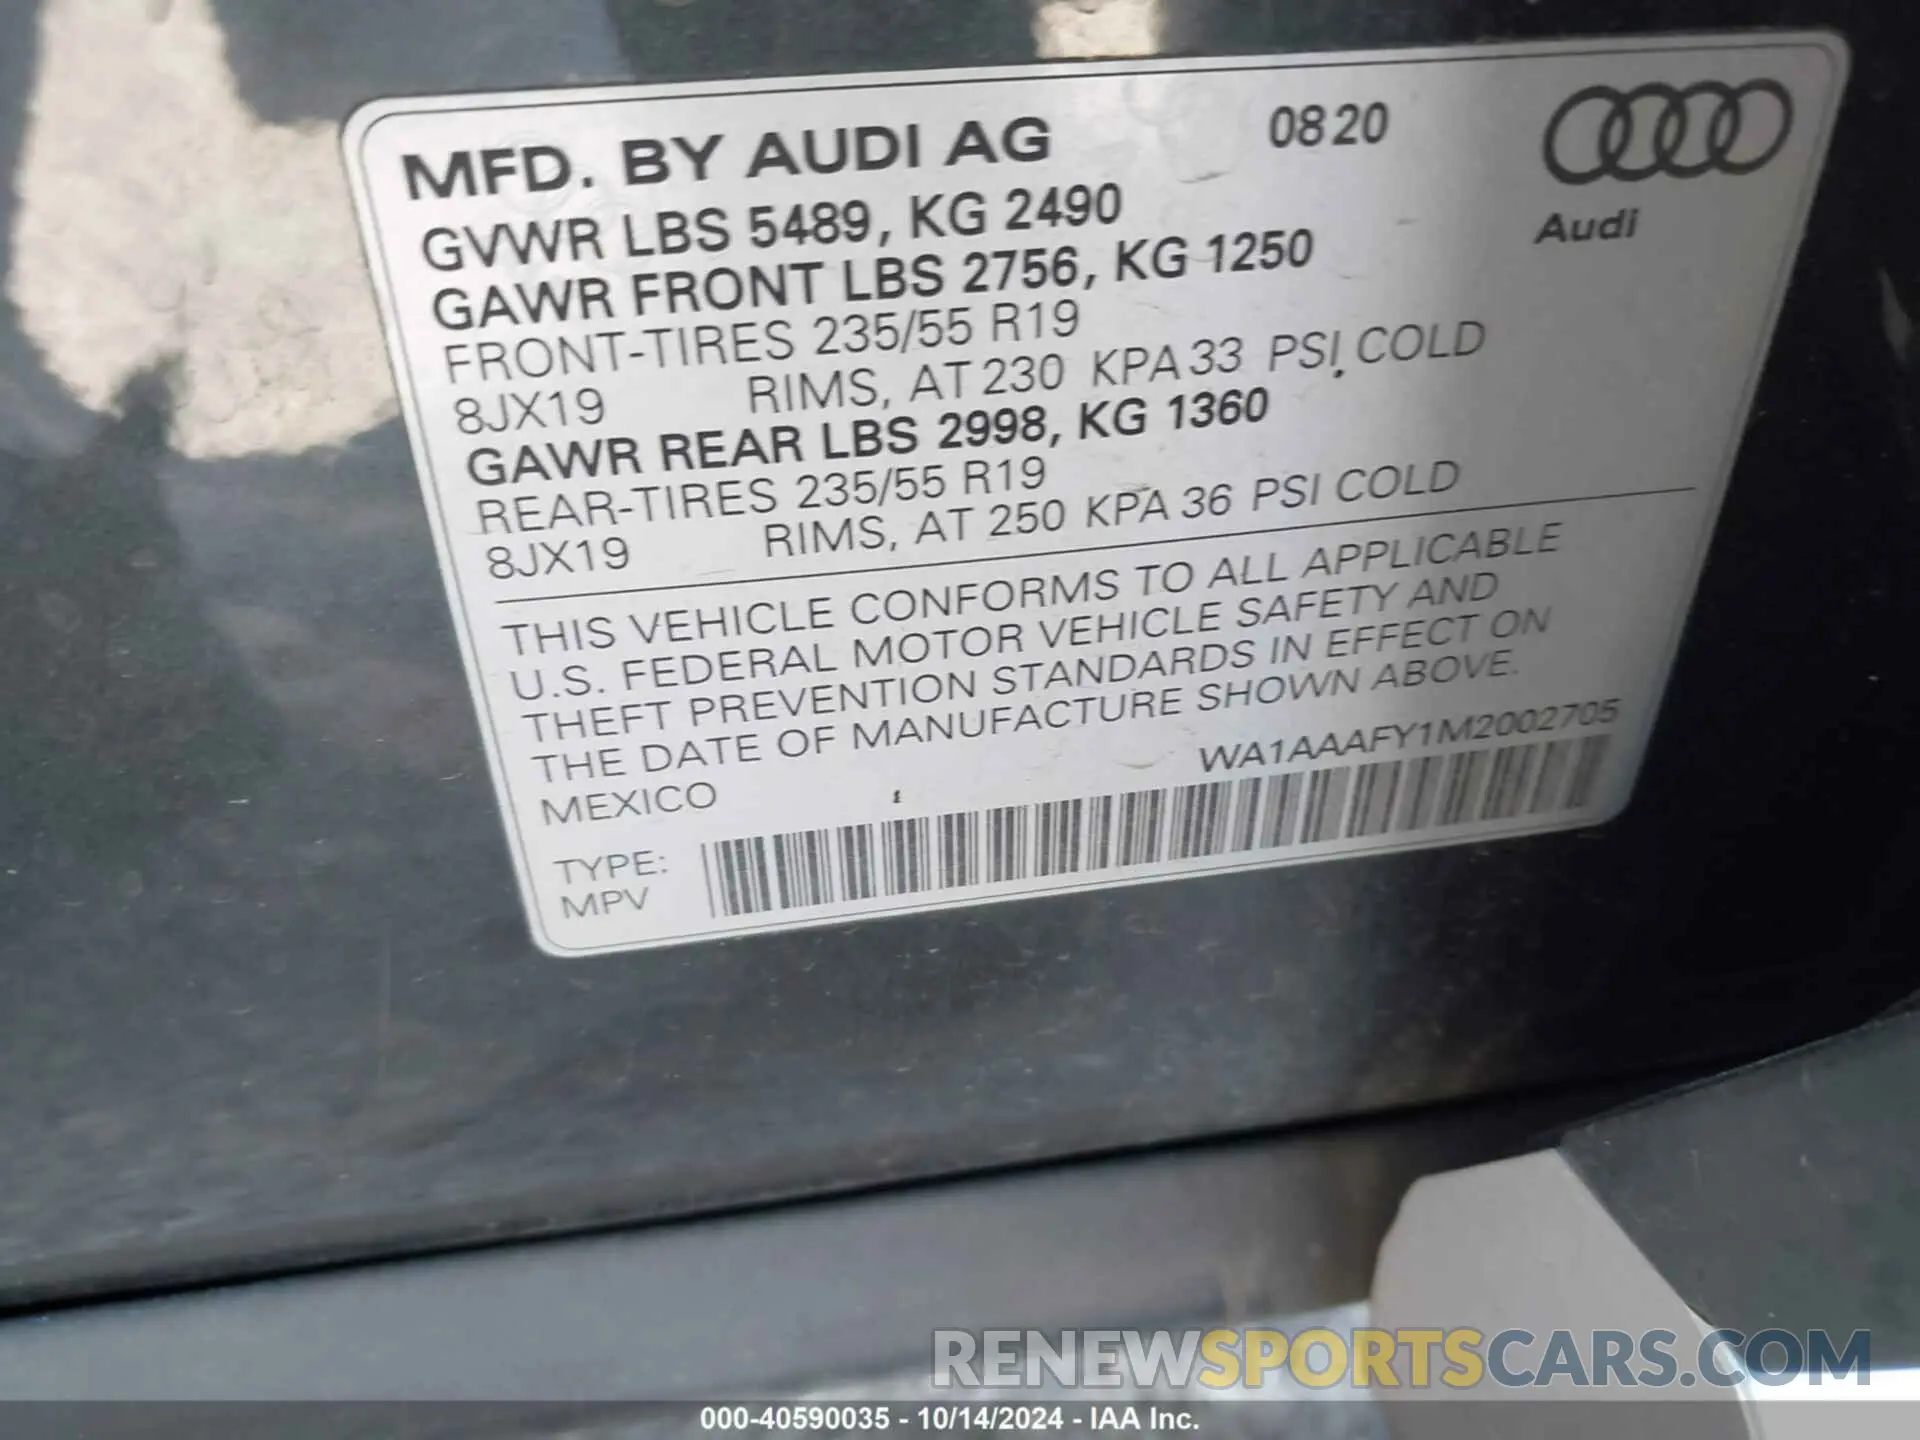 MFD. BY AUDI AG 0820
Audi
GVWR LBS 5489, KG 2490
GAWR FRONT LBS 2756, KG 1250
FRONT-TIRES 235/55 R19
8JX19 RIMS, AT 230 KPA 33 PSI, COLD
GAWR REAR LBS 2998, KG 1360
REAR-TIRES 235/55 R19
8JX19 RIMS, AT 250 KPA 36 PSI COLD
THIS VEHICLE CONFORMS TO ALL APPLICABLE
U.S. FEDERAL MOTOR VEHICLE SAFETY AND
THEFT PREVENTION STANDARDS IN EFFECT ON
THE DATE OF MANUFACTURE SHOWN ABOVE.
MEXICO WA1AAAFY1M2002705
TYPE:
MPV
RENEWSPORTSCARS.COM
000-40590035 - 10/14/2024 - IAA Inc.